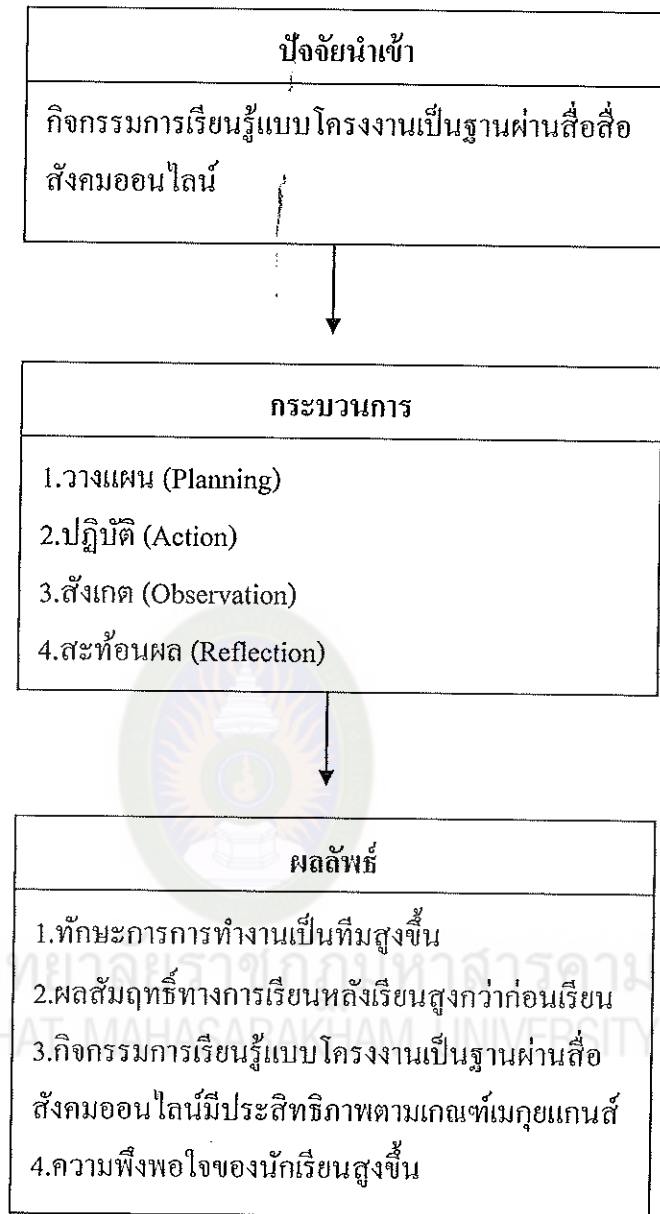 ปัจจัยนำเข้า
กิจกรรมการเรียนรู้แบบโครงงานเป็นฐานผ่านสื่อสื่อ
สังคมออนไลน์
กระบวนการ
1.วางแผน (Planning)
2.ปฏิบัติ (Action)
3.สังเกต (Observation)
4.สะท้อนผล (Reflection)
ผลลัพธ์
1.ทักษะการการทำงานเป็นทีมสูงขึ้น
ทยาลัยราชภัฏมหาสารคาม
2.ผลสัมฤทธิ์ทางการเรียนหลังเรียนสูงกว่าก่อนเรียน
HAT MAHASARAKHAM UNIVERSITY
3.กิจกรรมการเรียนรู้แบบโครงงานเป็นฐานผ่านสื่อ
สังคมออนไลน์มีประสิทธิภาพตามเกณฑ์เมกุยแกนส์
4.ความพึงพอใจของนักเรียนสูงขึ้น